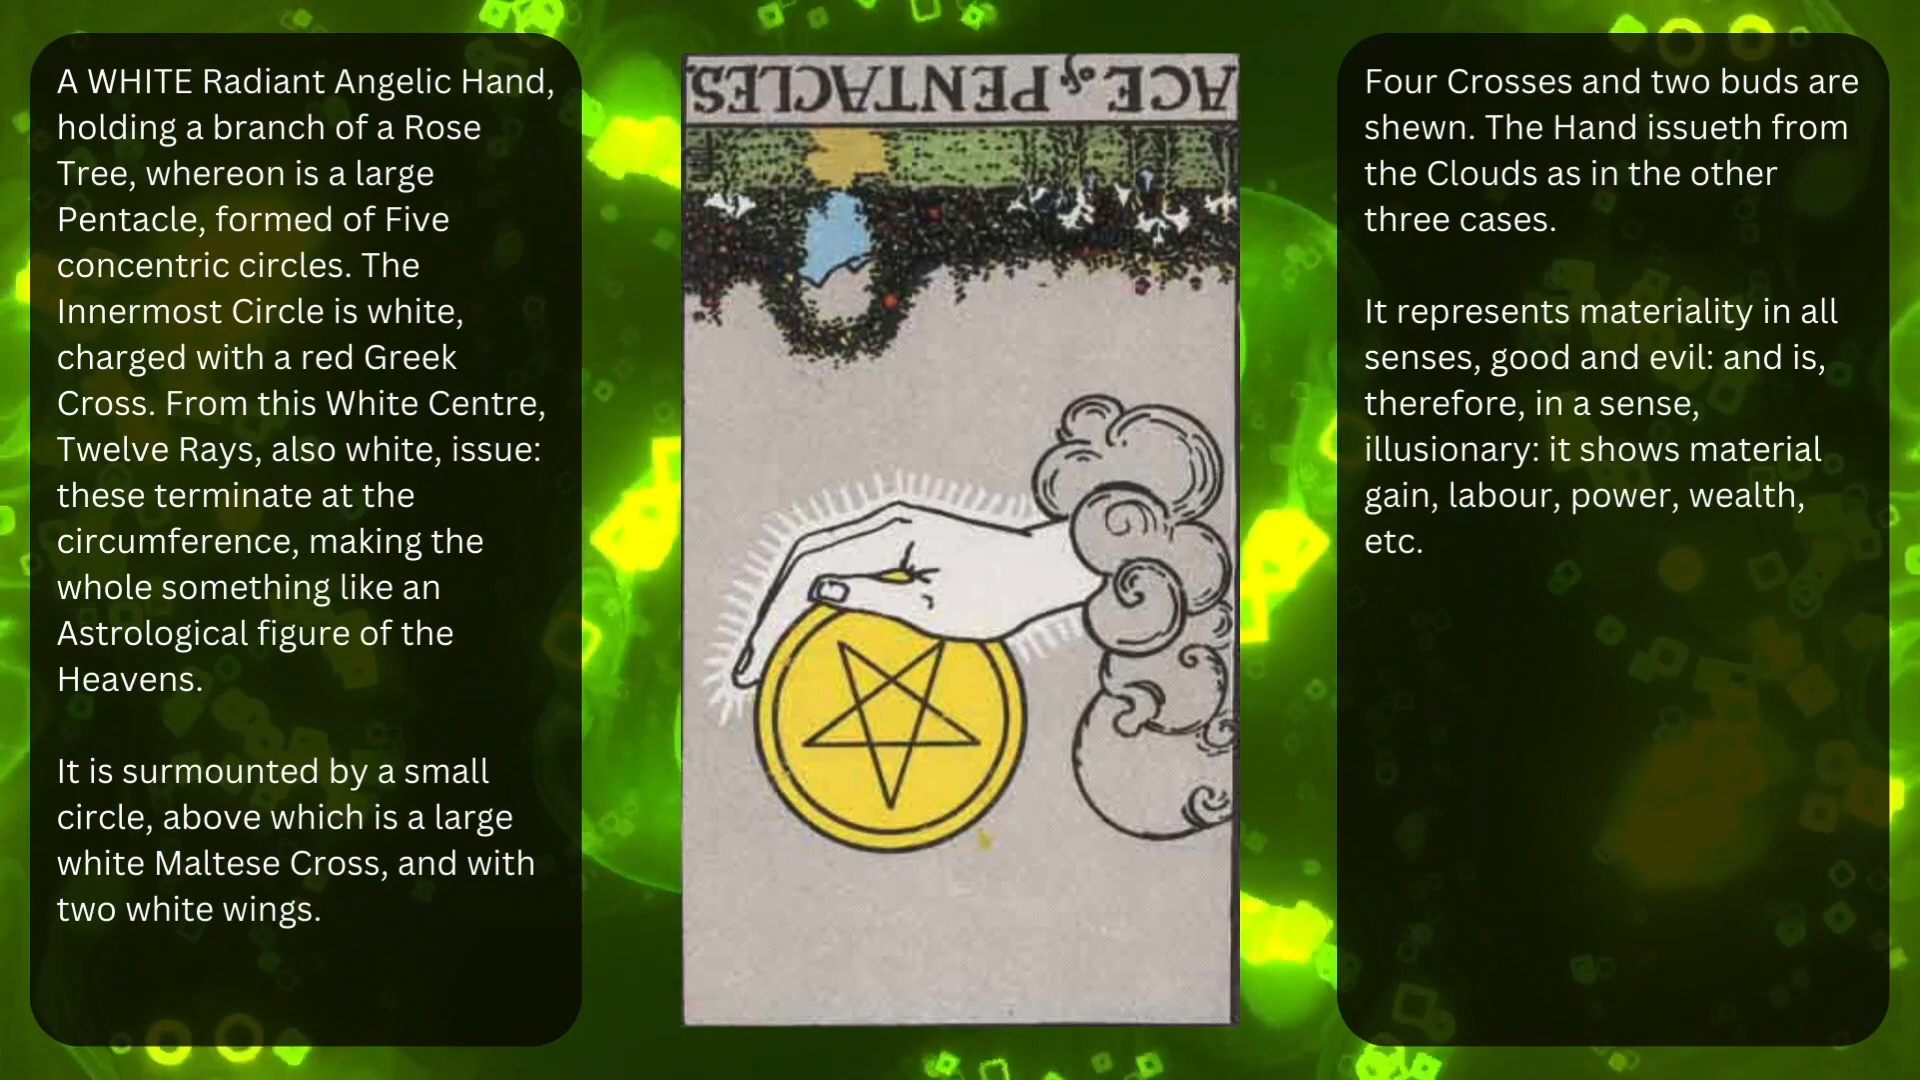 A WHITE Radiant Angelic Hand,
holding a branch of a Rose
Tree, whereon is a large
Pentacle, formed of Five
concentric circles. The
Innermost Circle is white,
charged with a red Greek
Cross. From this White Centre,
Twelve Rays, also white, issue:
these terminate at the
circumference, making the
whole something like an
Astrological figure of the
Heavens.
It is surmounted by a small
circle, above which is a large
white Maltese Cross, and with
two white wings.
ACE of PENTACLES.
Four Crosses and two buds are
shewn. The Hand issueth from
the Clouds as in the other
three cases.
It represents materiality in all
senses, good and evil: and is,
therefore, in a sense,
illusionary: it shows material
gain, labour, power, wealth,
etc.